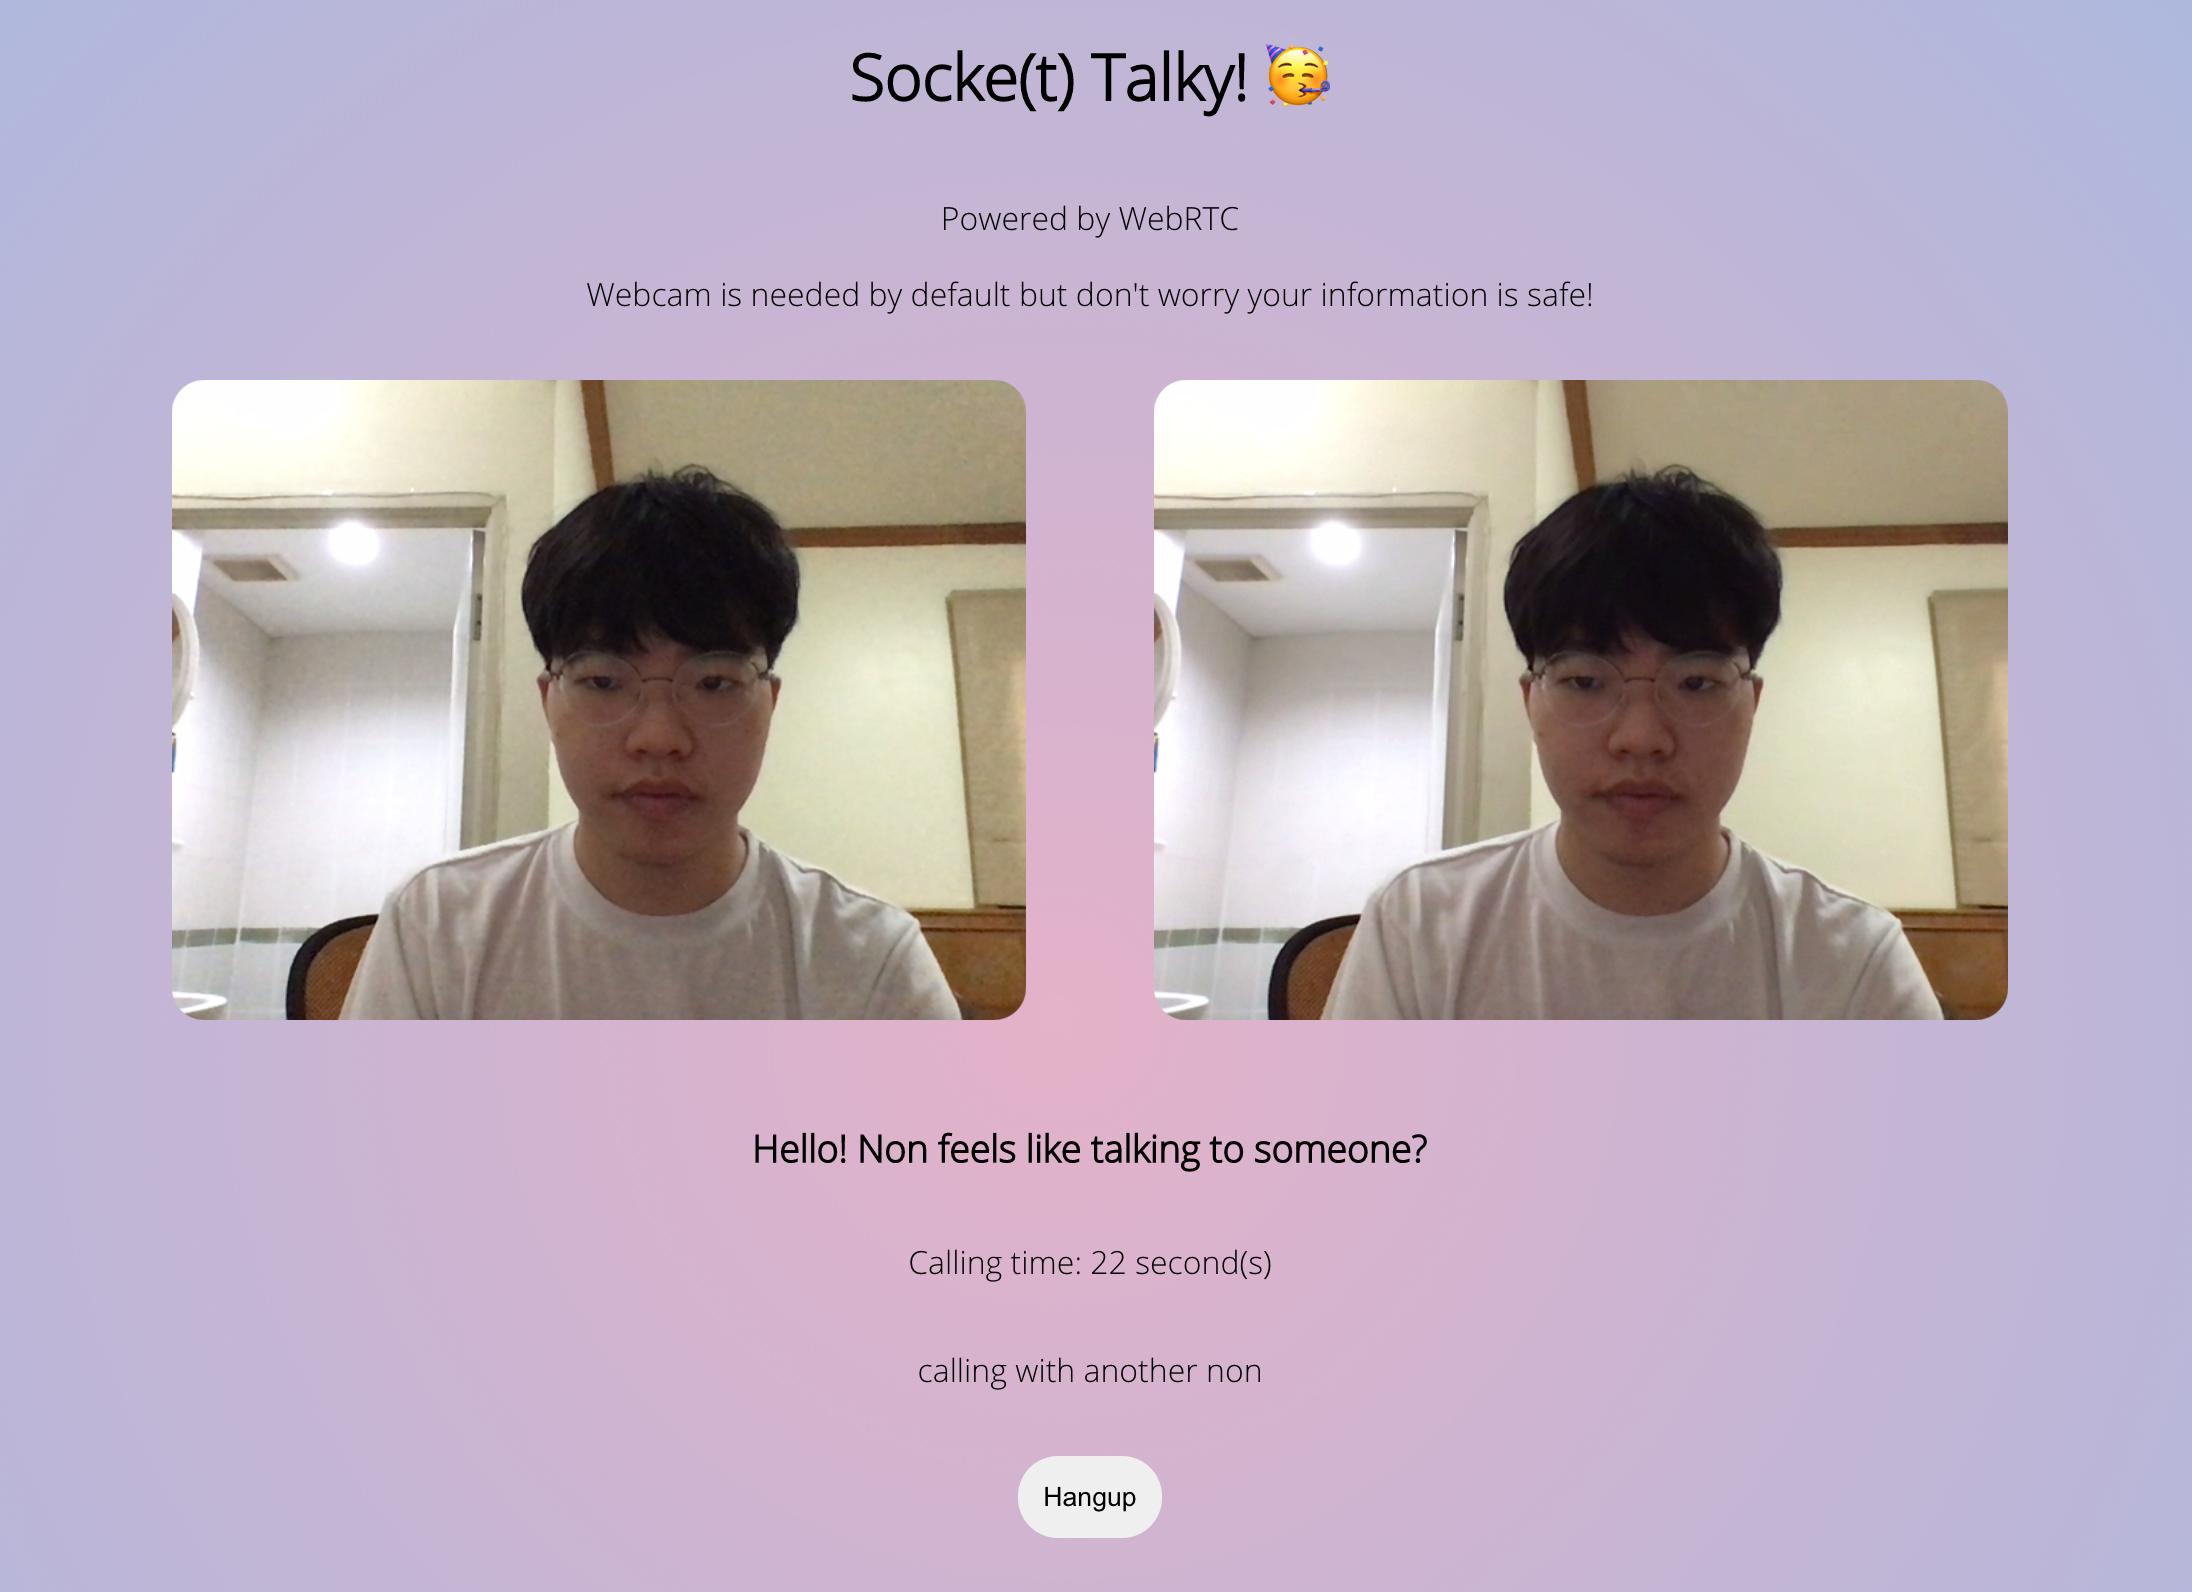 Socke(t) Talky! 🥳
Powered by WebRTC
Webcam is needed by default but don't worry your information is safe!
Hello! Non feels like talking to someone?
Calling time: 22 second(s)
calling with another non
Hangup